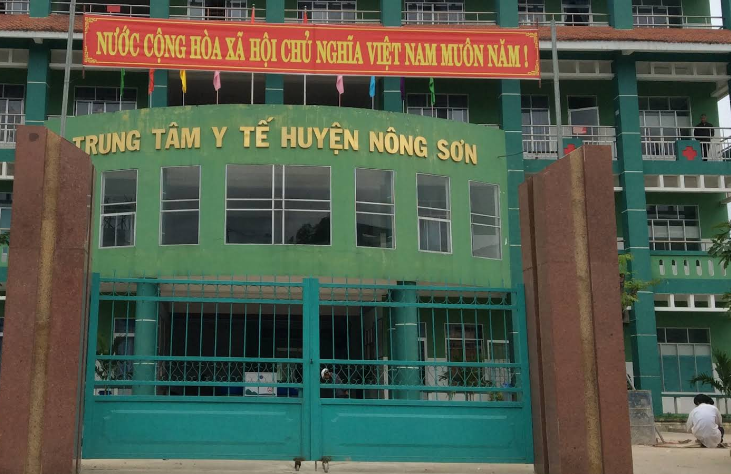 NƯỚC CỘNG HÒA XÃ HỘI CHỦ NGHĨA VIỆT NAM MUÔN NĂM !
TRUNG TÂM Y TẾ HUYỆN NÔNG SƠN